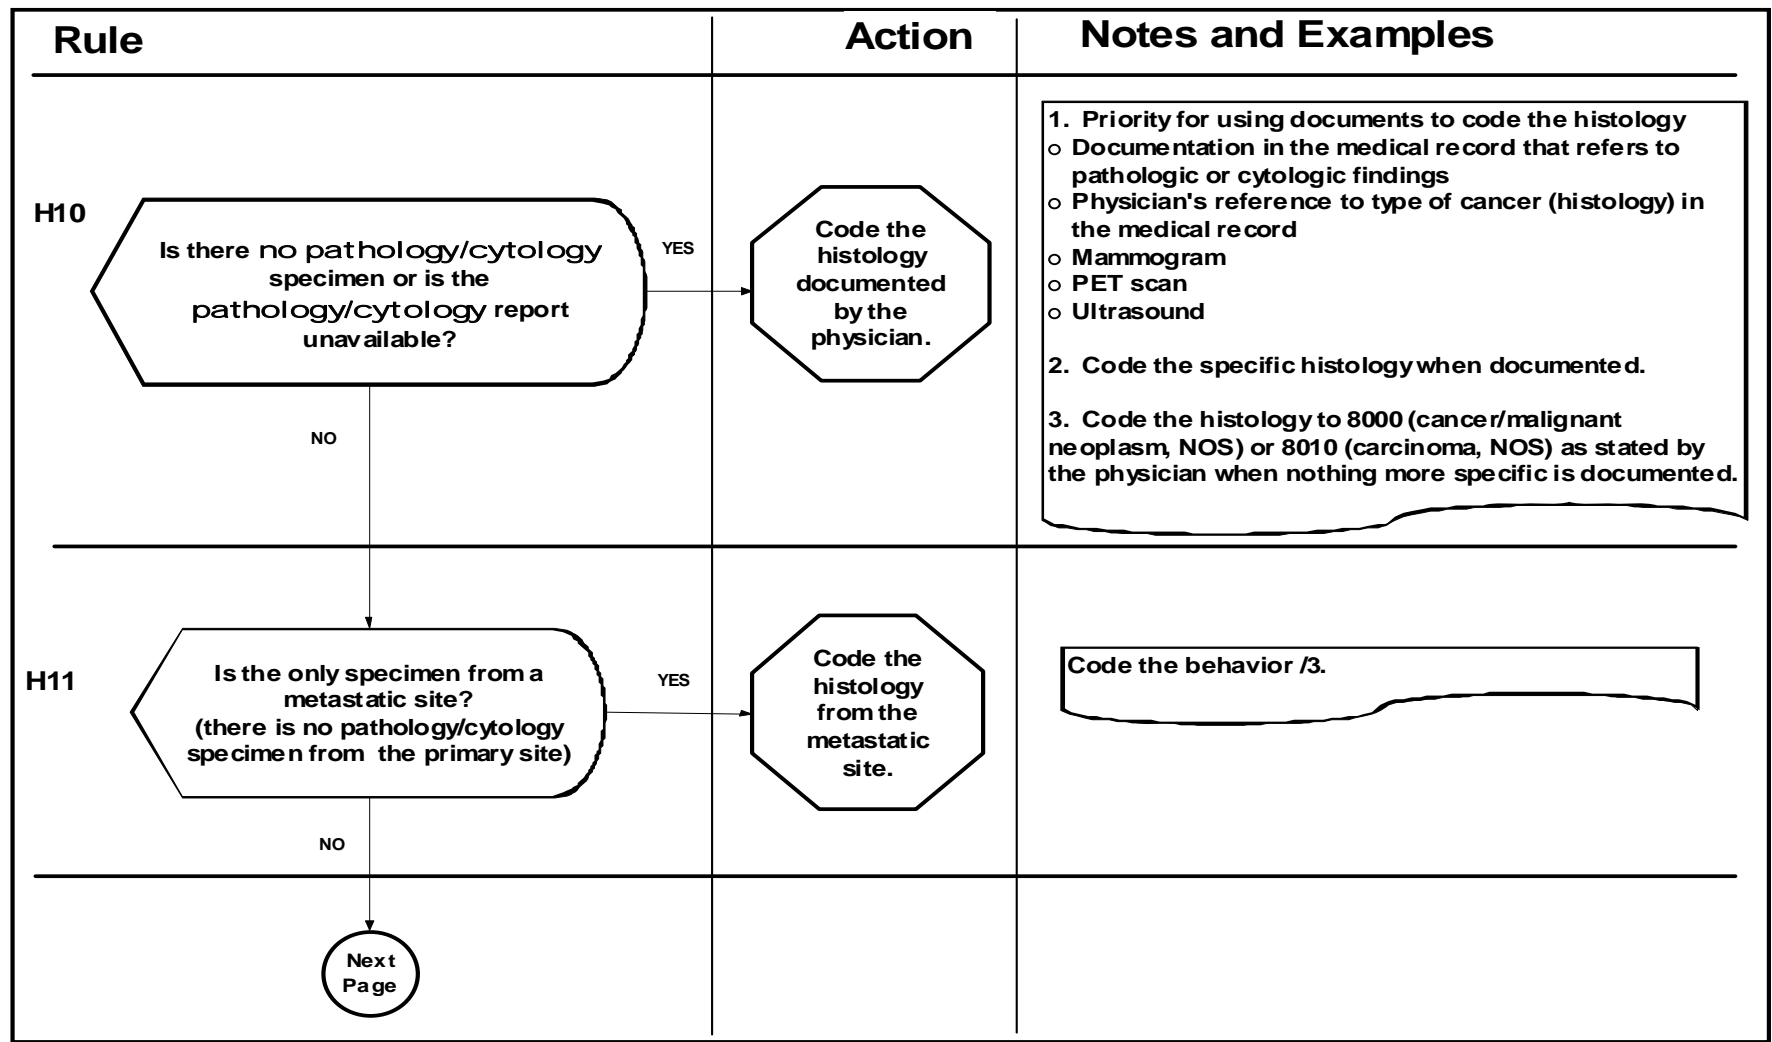 Rule
Action
Notes and Examples
H10
Is there no pathology/cytology
specimen or is the
pathology/cytology report
unavailable?
YES
NO
Code the
histology
documented
by the
physician.
1. Priority for using documents to code the histology
o Documentation in the medical record that refers to
pathologic or cytologic findings
o Physician's reference to type of cancer (histology) in
the medical record
o Mammogram
o PET scan
o Ultrasound
2. Code the specific histology when documented.
3. Code the histology to 8000 (cancer/malignant
neoplasm, NOS) or 8010 (carcinoma, NOS) as stated by
the physician when nothing more specific is documented.
H11
Is the only specimen from a
metastatic site?
(there is no pathology/cytology
specimen from the primary site)
YES
NO
Code the
histology
from the
metastatic
site.
Code the behavior /3.
Next
Page